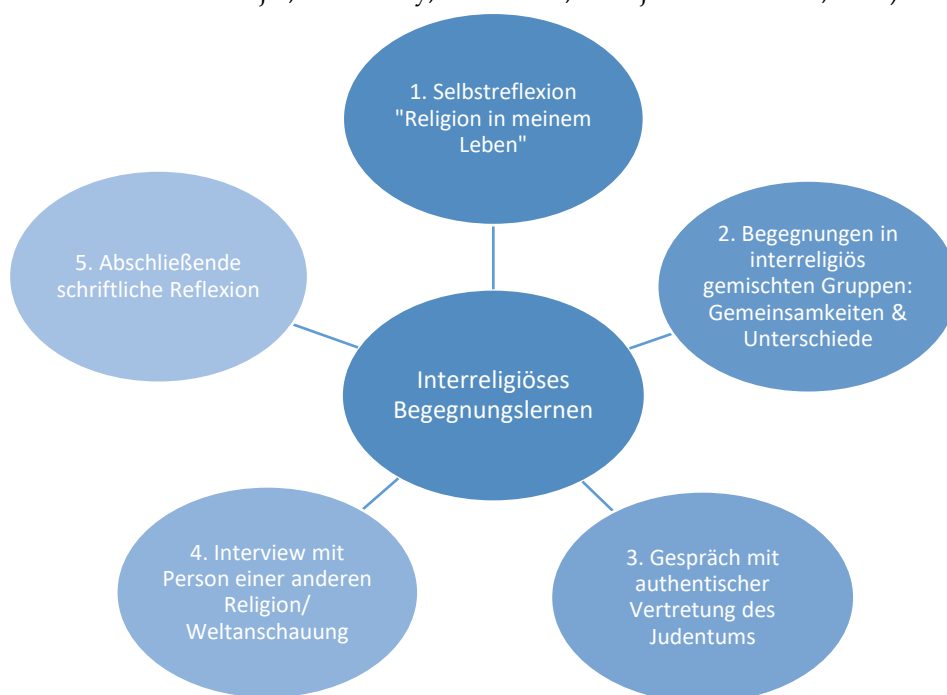 1. Selbstreflexion
"Religion in meinem
Leben"
2. Begegnungen in
interreligiös
gemischten Gruppen:
Gemeinsamkeiten &
Unterschiede
3. Gespräch mit
authentischer
Vertretung des
Judentums
4. Interview mit
Person einer anderen
Religion/
Weltanschauung
5. Abschließende
schriftliche Reflexion
Interreligiöses
Begegnungslernen